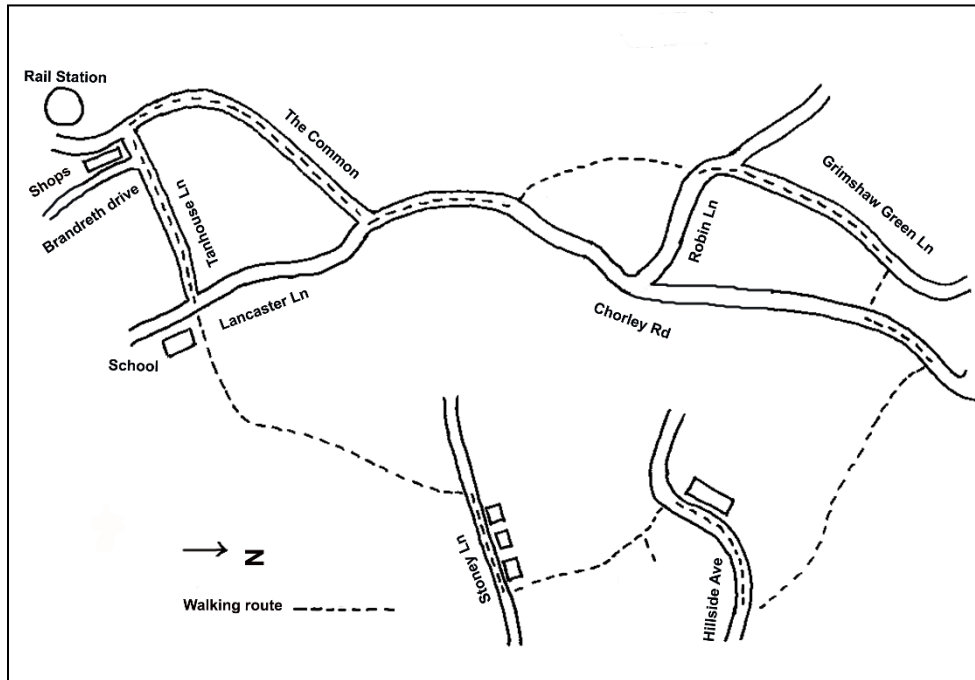 Rail Station
The Common
Shops
Brandreth drive
Tanhouse Ln
Grimshaw Green Ln
Robin Ln
Lancaster Ln
Chorley Rd
School
Stoney Ln
Hillside Ave
N
Walking route